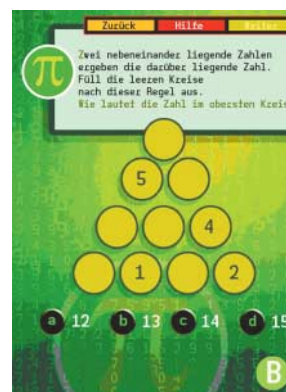 Zurück Hilfe Weiter
π
Zwei nebeneinander liegende Zahlen
ergeben die darüber liegende Zahl.
Füll die leeren Kreise
nach dieser Regel aus.
Wie lautet die Zahl im obersten Kreis
5
4
1 2
a 12 b 13 c 14 d 15
B